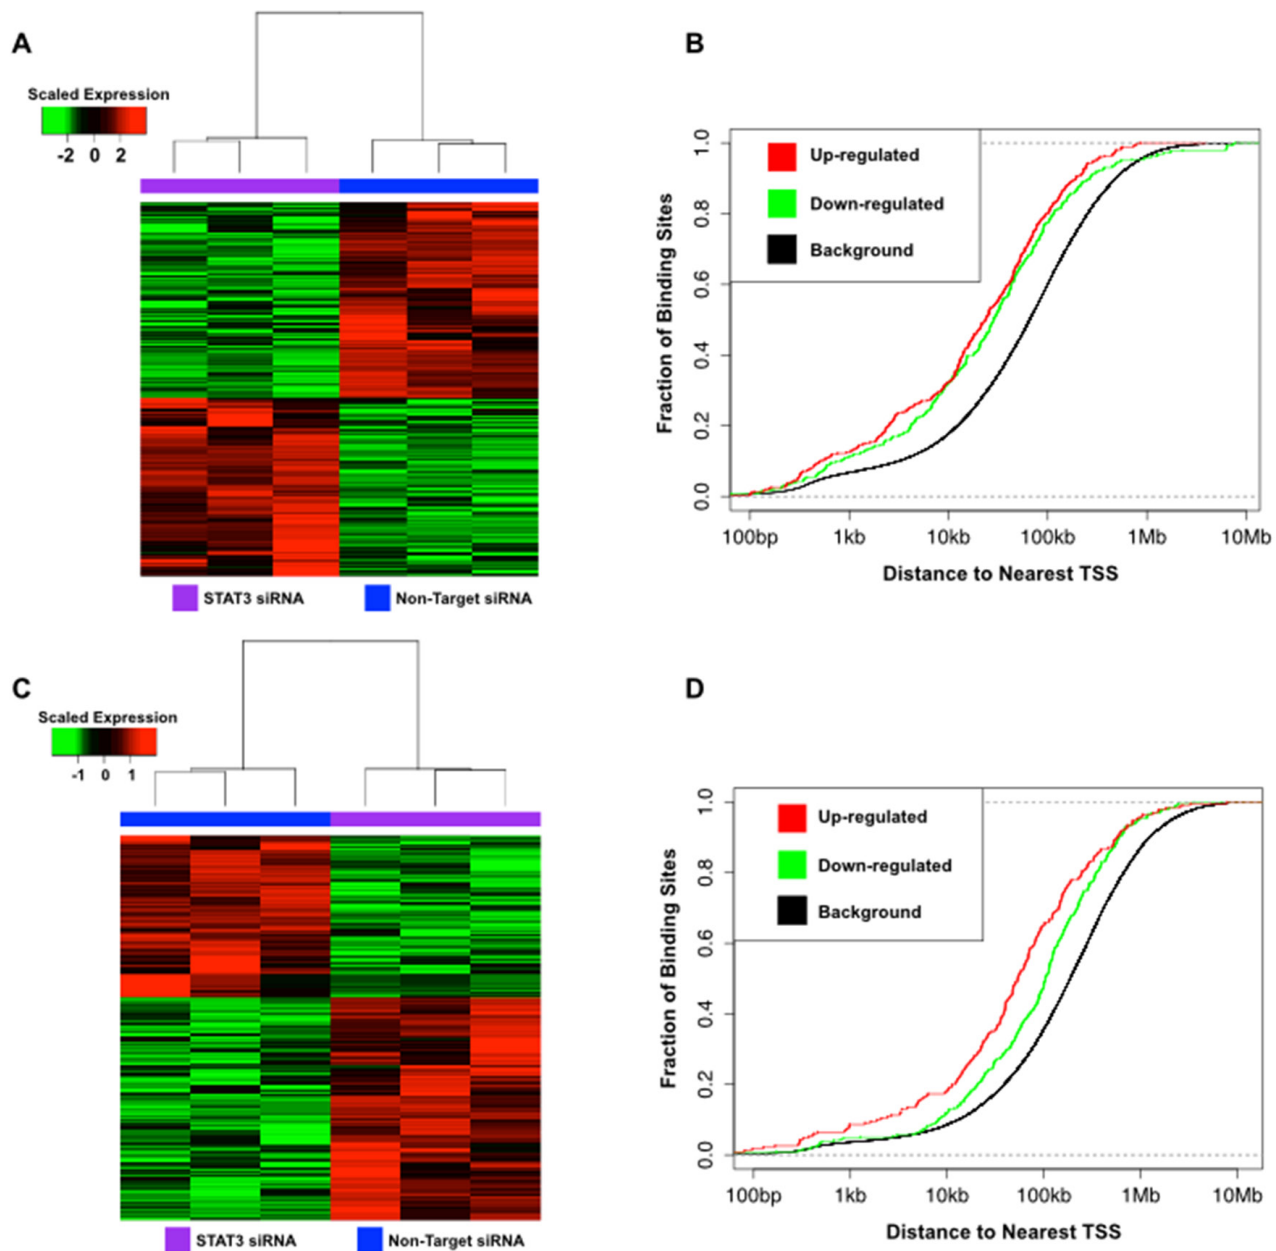 A
Scaled Expression
-2 0 2
STAT3 siRNA
Non-Target siRNA
B
Up-regulated
Down-regulated
Background
Fraction of Binding Sites
0.0 0.2 0.4 0.6 0.8 1.0
100bp 1kb 10kb 100kb 1Mb 10Mb
Distance to Nearest TSS
C
Scaled Expression
-1 0 1
STAT3 siRNA
Non-Target siRNA
D
Up-regulated
Down-regulated
Background
Fraction of Binding Sites
0.0 0.2 0.4 0.6 0.8 1.0
100bp 1kb 10kb 100kb 1Mb 10Mb
Distance to Nearest TSS